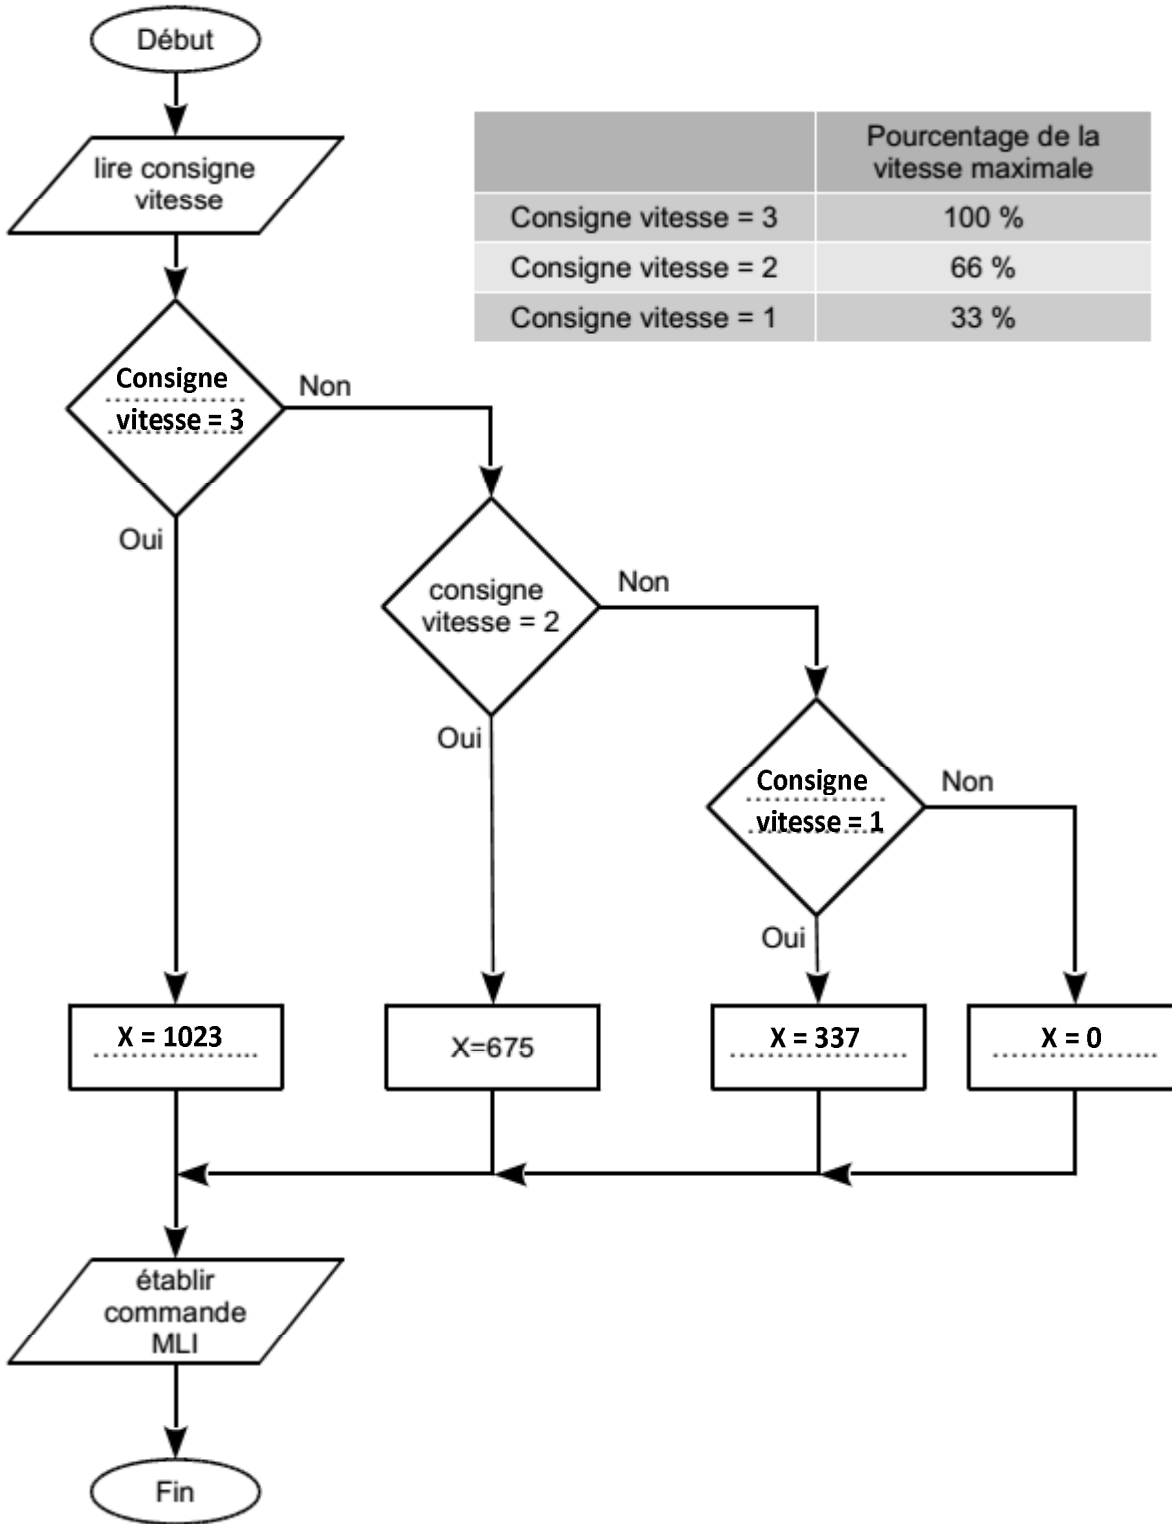 Début
lire consigne
vitesse
Pourcentage de la
vitesse maximale
Consigne vitesse = 3
100 %
Consigne vitesse = 2
66 %
Consigne vitesse = 1
33 %
Consigne
vitesse = 3
Non
Oui
consigne
vitesse = 2
Non
Oui
Consigne
vitesse = 1
Non
Oui
X = 1023
X=675
X = 337
X = 0
établir
commande
MLI
Fin